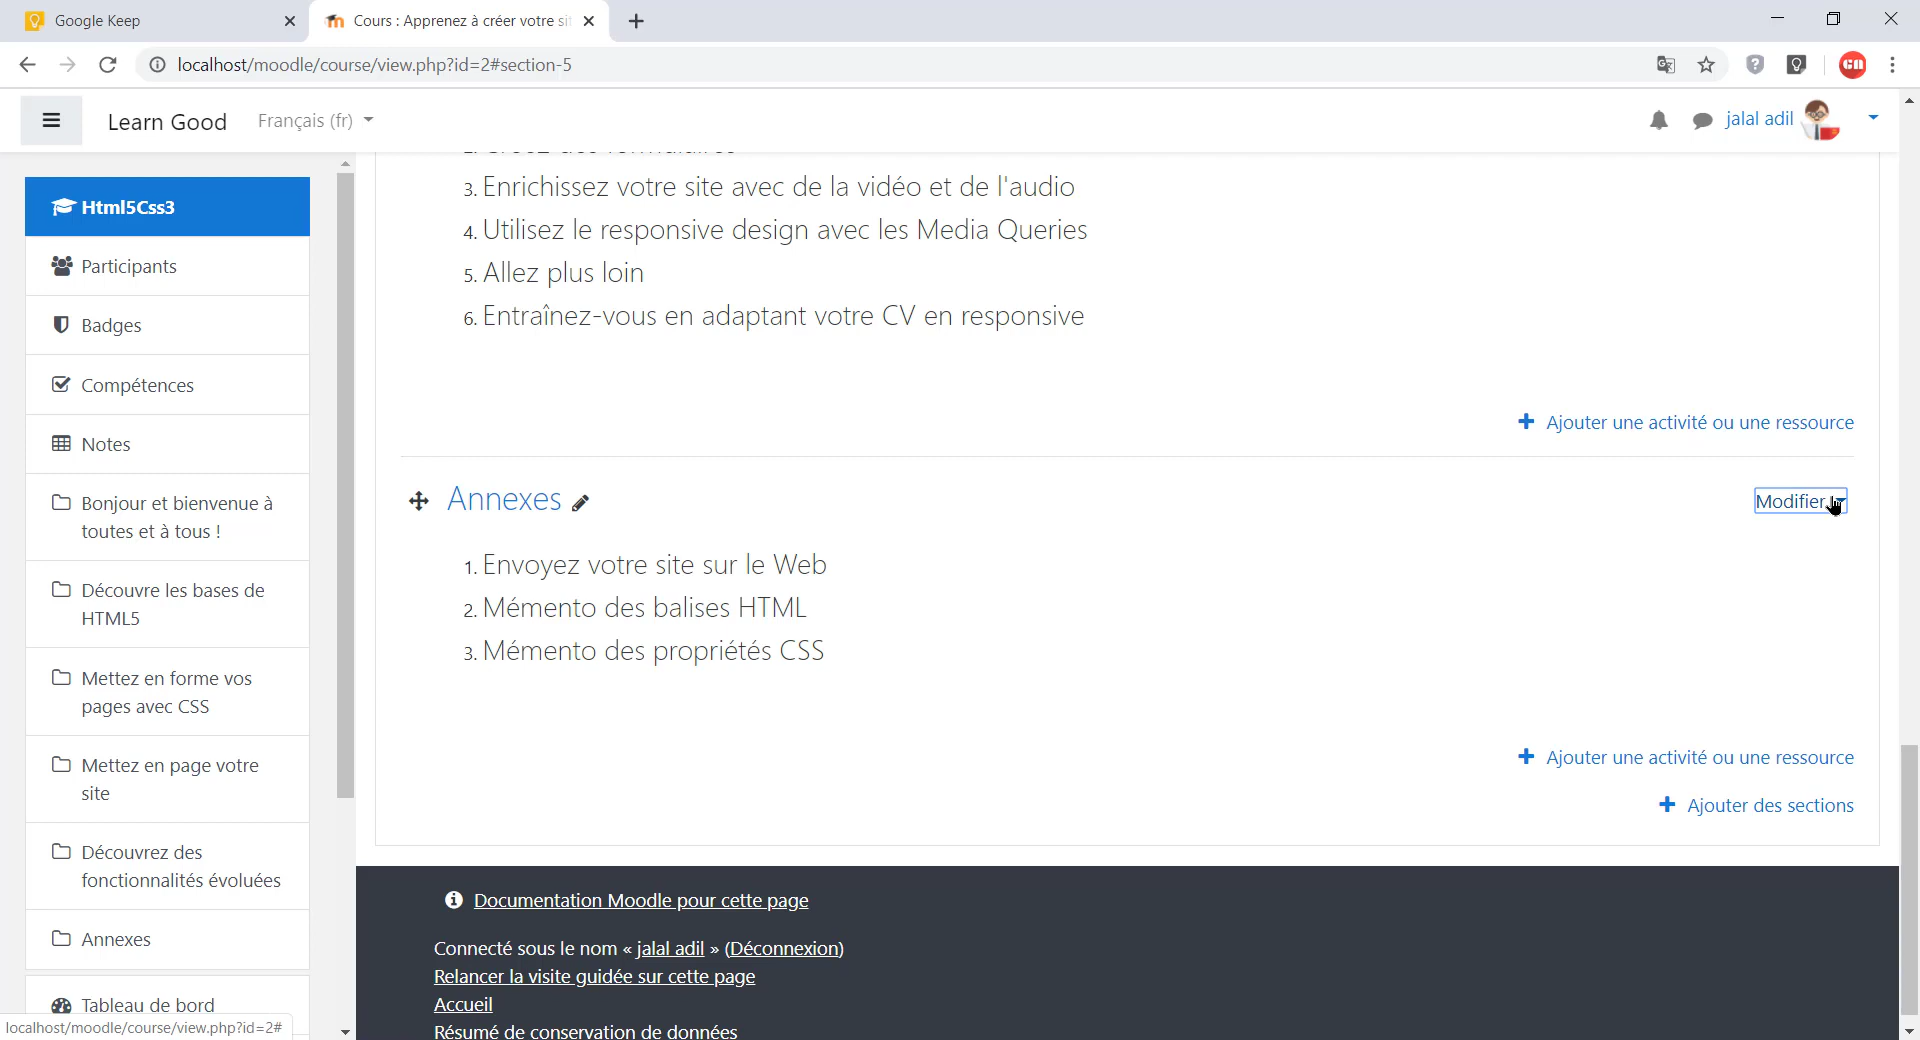 Google Keep
Cours : Apprenez à créer votre sit
localhost/moodle/course/view.php?id=2#section-5
Learn Good
Français (fr)
jalal adil
Html5Css3
Participants
Badges
Compétences
Notes
Bonjour et bienvenue à
toutes et à tous !
Découvre les bases de
HTML5
Mettez en forme vos
pages avec CSS
Mettez en page votre
site
Découvrez des
fonctionnalités évoluées
Annexes
Tableau de bord
localhost/moodle/course/view.php?id=2#
3. Enrichissez votre site avec de la vidéo et de l'audio
4. Utilisez le responsive design avec les Media Queries
5. Allez plus loin
6. Entraînez-vous en adaptant votre CV en responsive
Ajouter une activité ou une ressource
Annexes
Modifier
1. Envoyez votre site sur le Web
2. Mémento des balises HTML
3. Mémento des propriétés CSS
Ajouter une activité ou une ressource
Ajouter des sections
Documentation Moodle pour cette page
Connecté sous le nom « jalal adil » (Déconnexion)
Relancer la visite guidée sur cette page
Accueil
Résumé de conservation de données